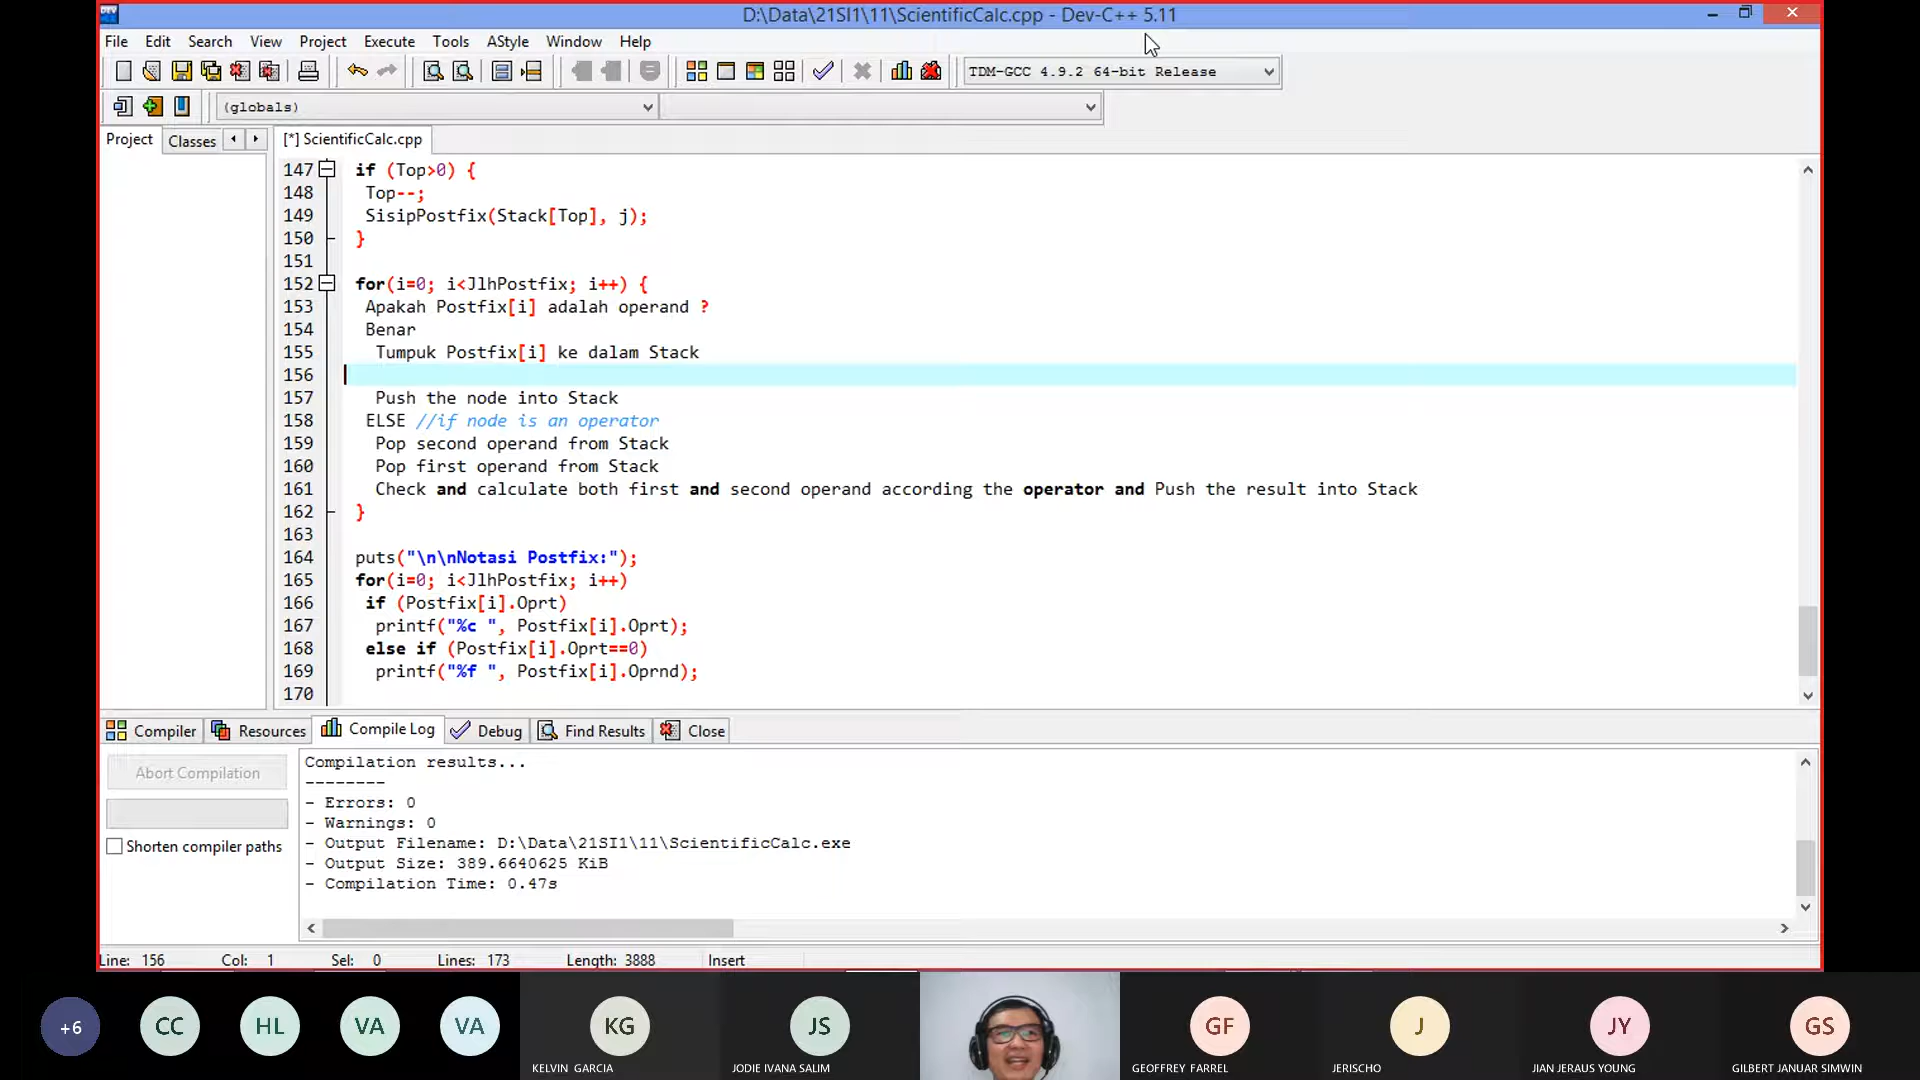 DEV
D:\Data\21SI1\11\ScientificCalc.cpp - Dev-C++ 5.11
File Edit Search View Project Execute Tools AStyle Window Help
TDM-GCC 4.9.2 64-bit Release
(globals)
Project Classes
[*] ScientificCalc.cpp
147 if (Top>0) {
148 Top--;
149 SisipPostfix(Stack[Top], j);
150 }
151
152 for(i=0; i<JlhPostfix; i++) {
153 Apakah Postfix[i] adalah operand ?
154 Benar
155 Tumpuk Postfix[i] ke dalam Stack
156
157 Push the node into Stack
158 ELSE //if node is an operator
159 Pop second operand from Stack
160 Pop first operand from Stack
161 Check and calculate both first and second operand according the operator and Push the result into Stack
162 }
163
164 puts("\n\nNotasi Postfix:");
165 for(i=0; i<JlhPostfix; i++)
166 if (Postfix[i].Oprt)
167 printf("%c ", Postfix[i].Oprt);
168 else if (Postfix[i].Oprt==0)
169 printf("%f ", Postfix[i].Oprnd);
170
Compiler Resources Compile Log Debug Find Results Close
Abort Compilation
Shorten compiler paths
Compilation results...
--------
- Errors: 0
- Warnings: 0
- Output Filename: D:\Data\21SI1\11\ScientificCalc.exe
- Output Size: 389.6640625 KiB
- Compilation Time: 0.47s
Line: 156 Col: 1 Sel: 0 Lines: 173 Length: 3888 Insert
+6 CC HL VA VA KG JS GF J JY GS
KELVIN GARCIA JODIE IVANA SALIM GEOFFREY FARREL JERISCHO JIAN JERAUS YOUNG GILBERT JANUAR SIMWIN